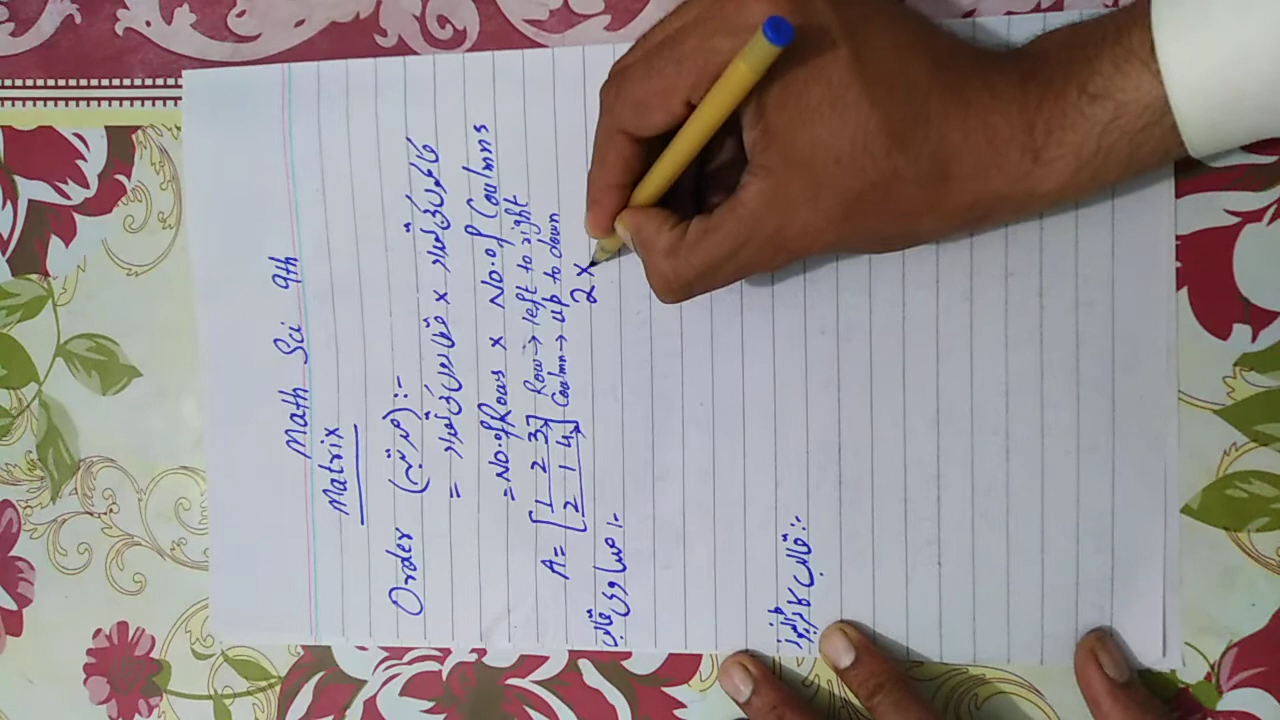 Math Sci 9th
Matrix
Order (مرتبہ) :-
= قطاروں کی تعداد x کالموں کی تعداد
= No. of Rows x No. of Coulmns
A = [1 2 3 Row → left to right
2 1 4] Coulmn → up to down
2 x
مساوی قالب :-
قالب کا ٹرانسپوز :-